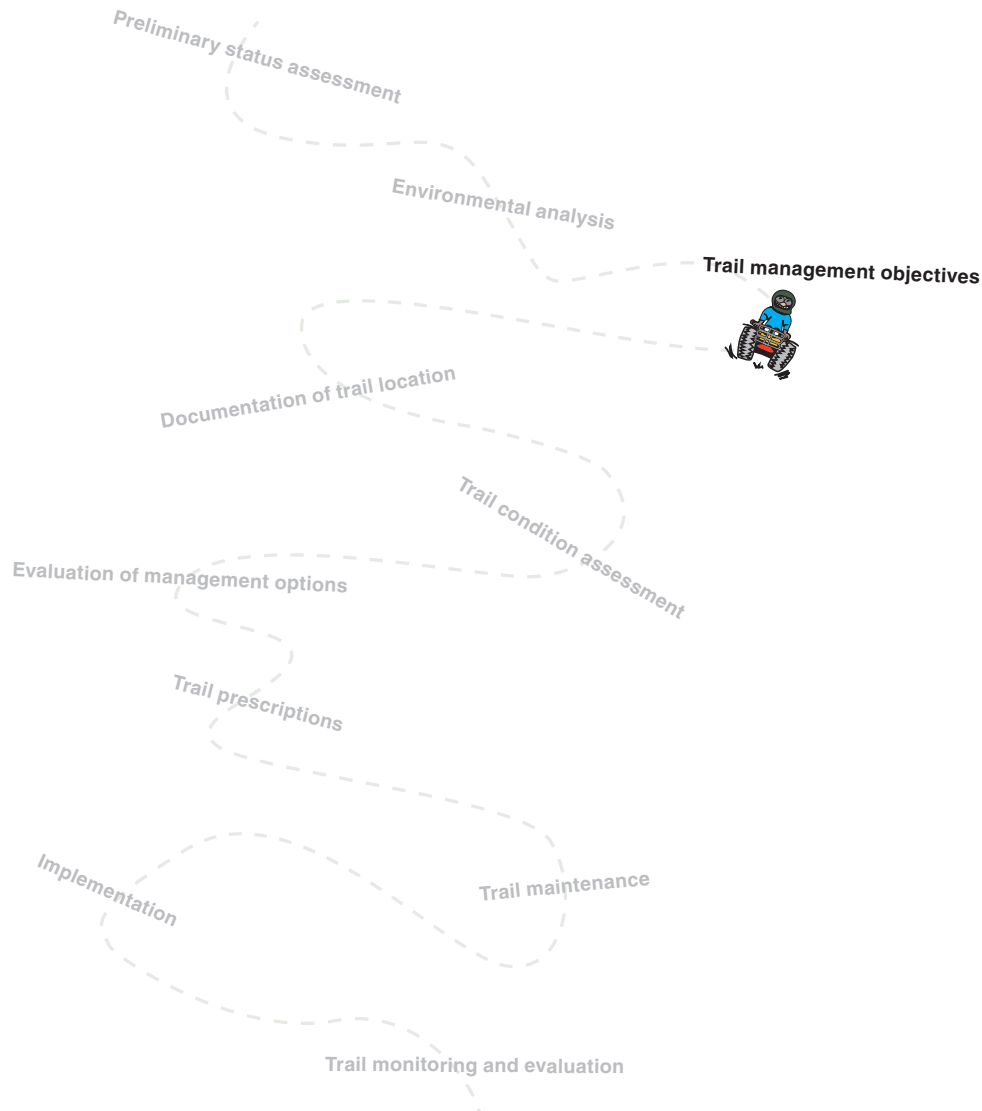 Preliminary status assessment
Environmental analysis
Trail management objectives
Documentation of trail location
Trail condition assessment
Evaluation of management options
Trail prescriptions
Trail maintenance
Implementation
Trail monitoring and evaluation